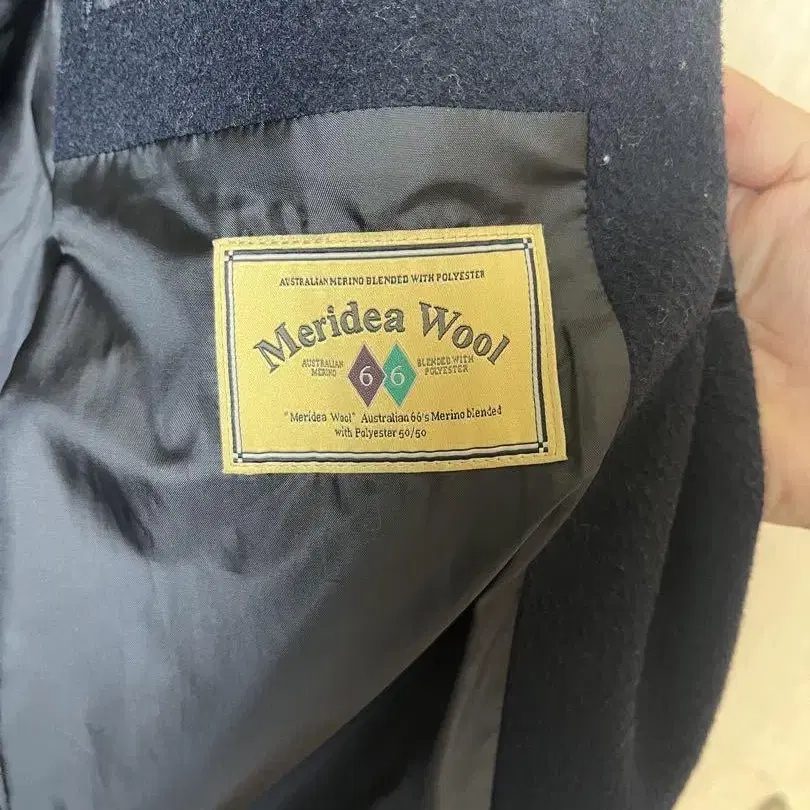 AUSTRALIAN MERINO BLENDED WITH POLYESTER
Meridea Wool
AUSTRALIAN
MERINO
6 6
BLENDED WITH
POLYESTER
"Meridea Wool" Australian 66's Merino blended
with Polyester 50/50